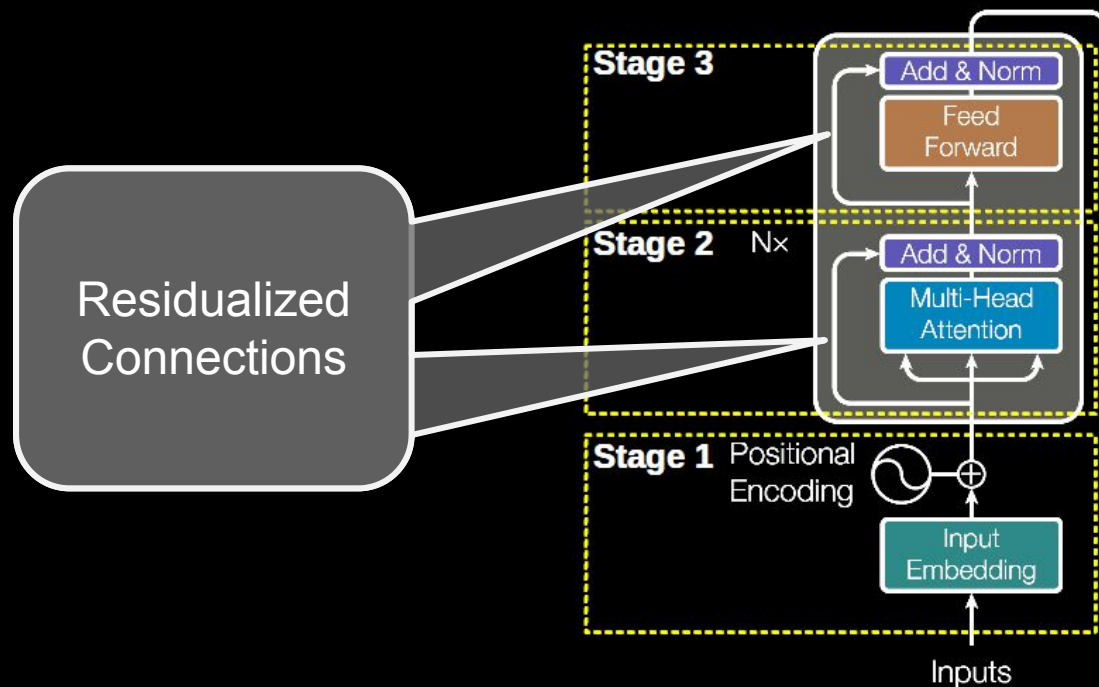 Residualized
Connections
Stage 3
Add & Norm
Feed
Forward
Stage 2
N×
Add & Norm
Multi-Head
Attention
Stage 1
Positional
Encoding
Input
Embedding
Inputs